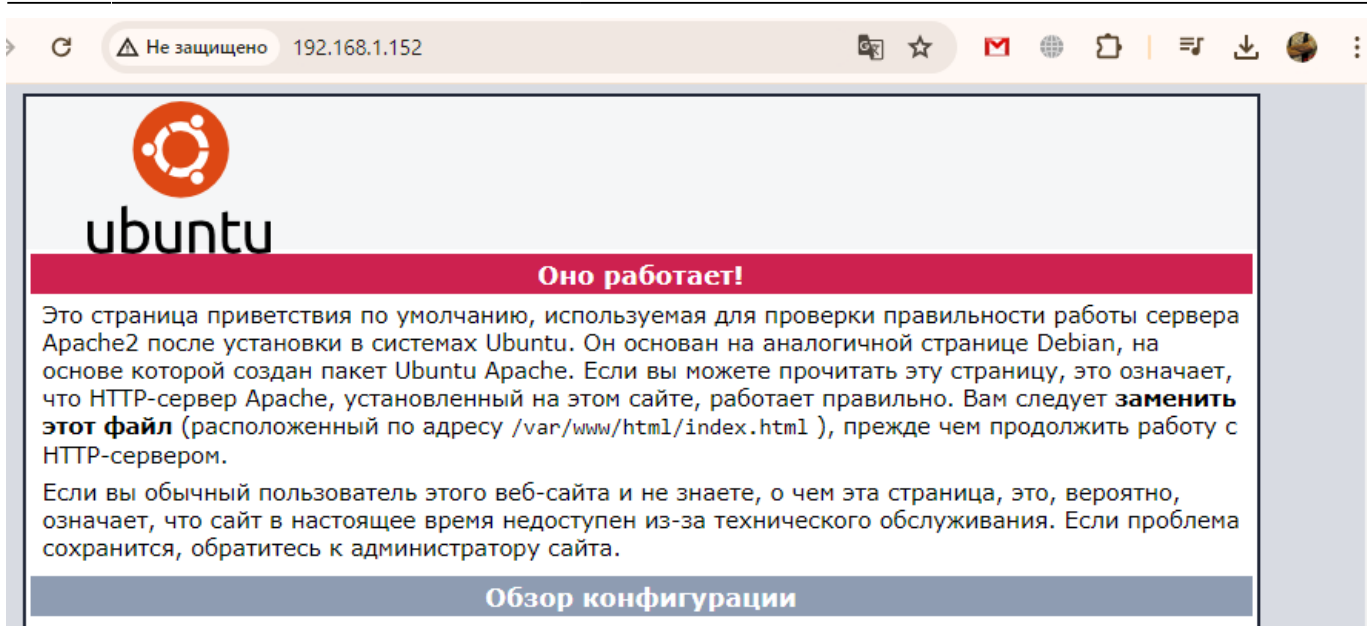 Не защищено 192.168.1.152
ubuntu
Оно работает!
Это страница приветствия по умолчанию, используемая для проверки правильности работы сервера
Apache2 после установки в системах Ubuntu. Он основан на аналогичной странице Debian, на
основе которой создан пакет Ubuntu Apache. Если вы можете прочитать эту страницу, это означает,
что HTTP-сервер Apache, установленный на этом сайте, работает правильно. Вам следует заменить
этот файл (расположенный по адресу /var/www/html/index.html ), прежде чем продолжить работу с
HTTP-сервером.
Если вы обычный пользователь этого веб-сайта и не знаете, о чем эта страница, это, вероятно,
означает, что сайт в настоящее время недоступен из-за технического обслуживания. Если проблема
сохранится, обратитесь к администратору сайта.
Обзор конфигурации